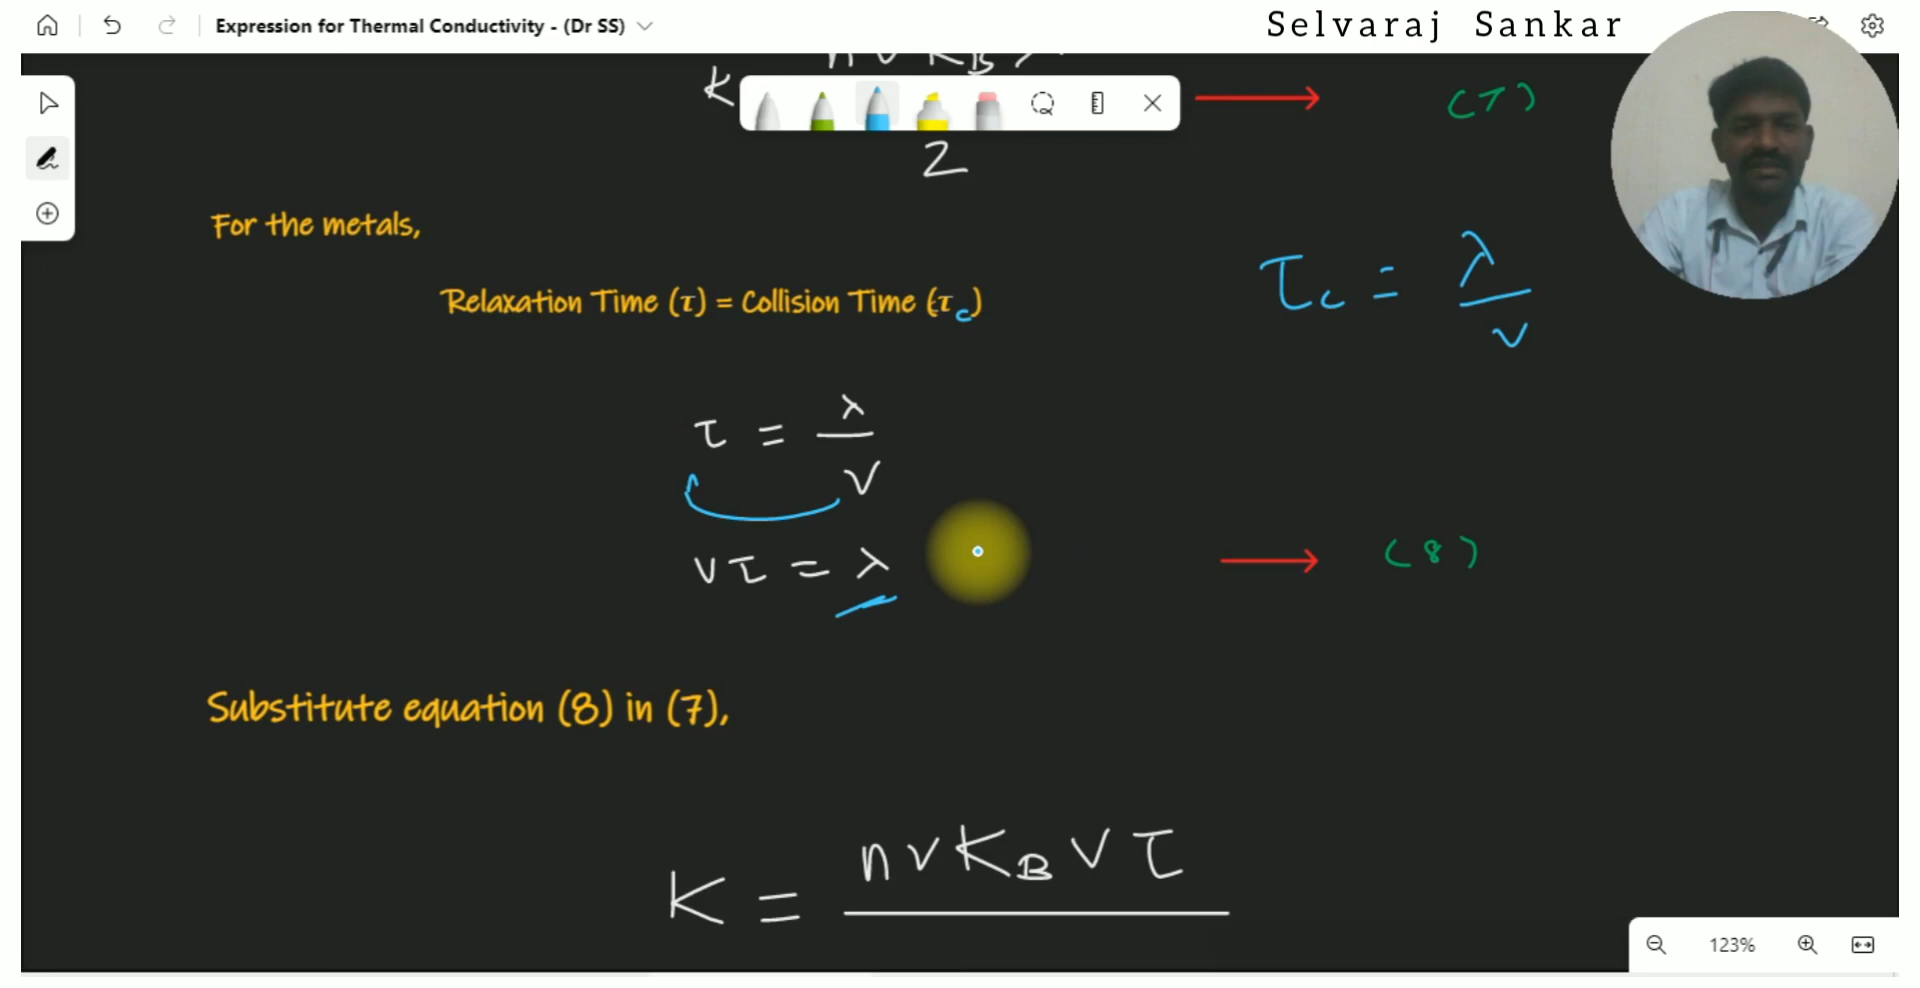 Expression for Thermal Conductivity - (Dr SS)
Selvaraj Sankar
K
2
(7)
For the metals,
Relaxation Time (τ) = Collision Time (τc)
τc = λ/v
τ = λ/v
vτ = λ
(8)
Substitute equation (8) in (7),
K = nvKBvτ
123%